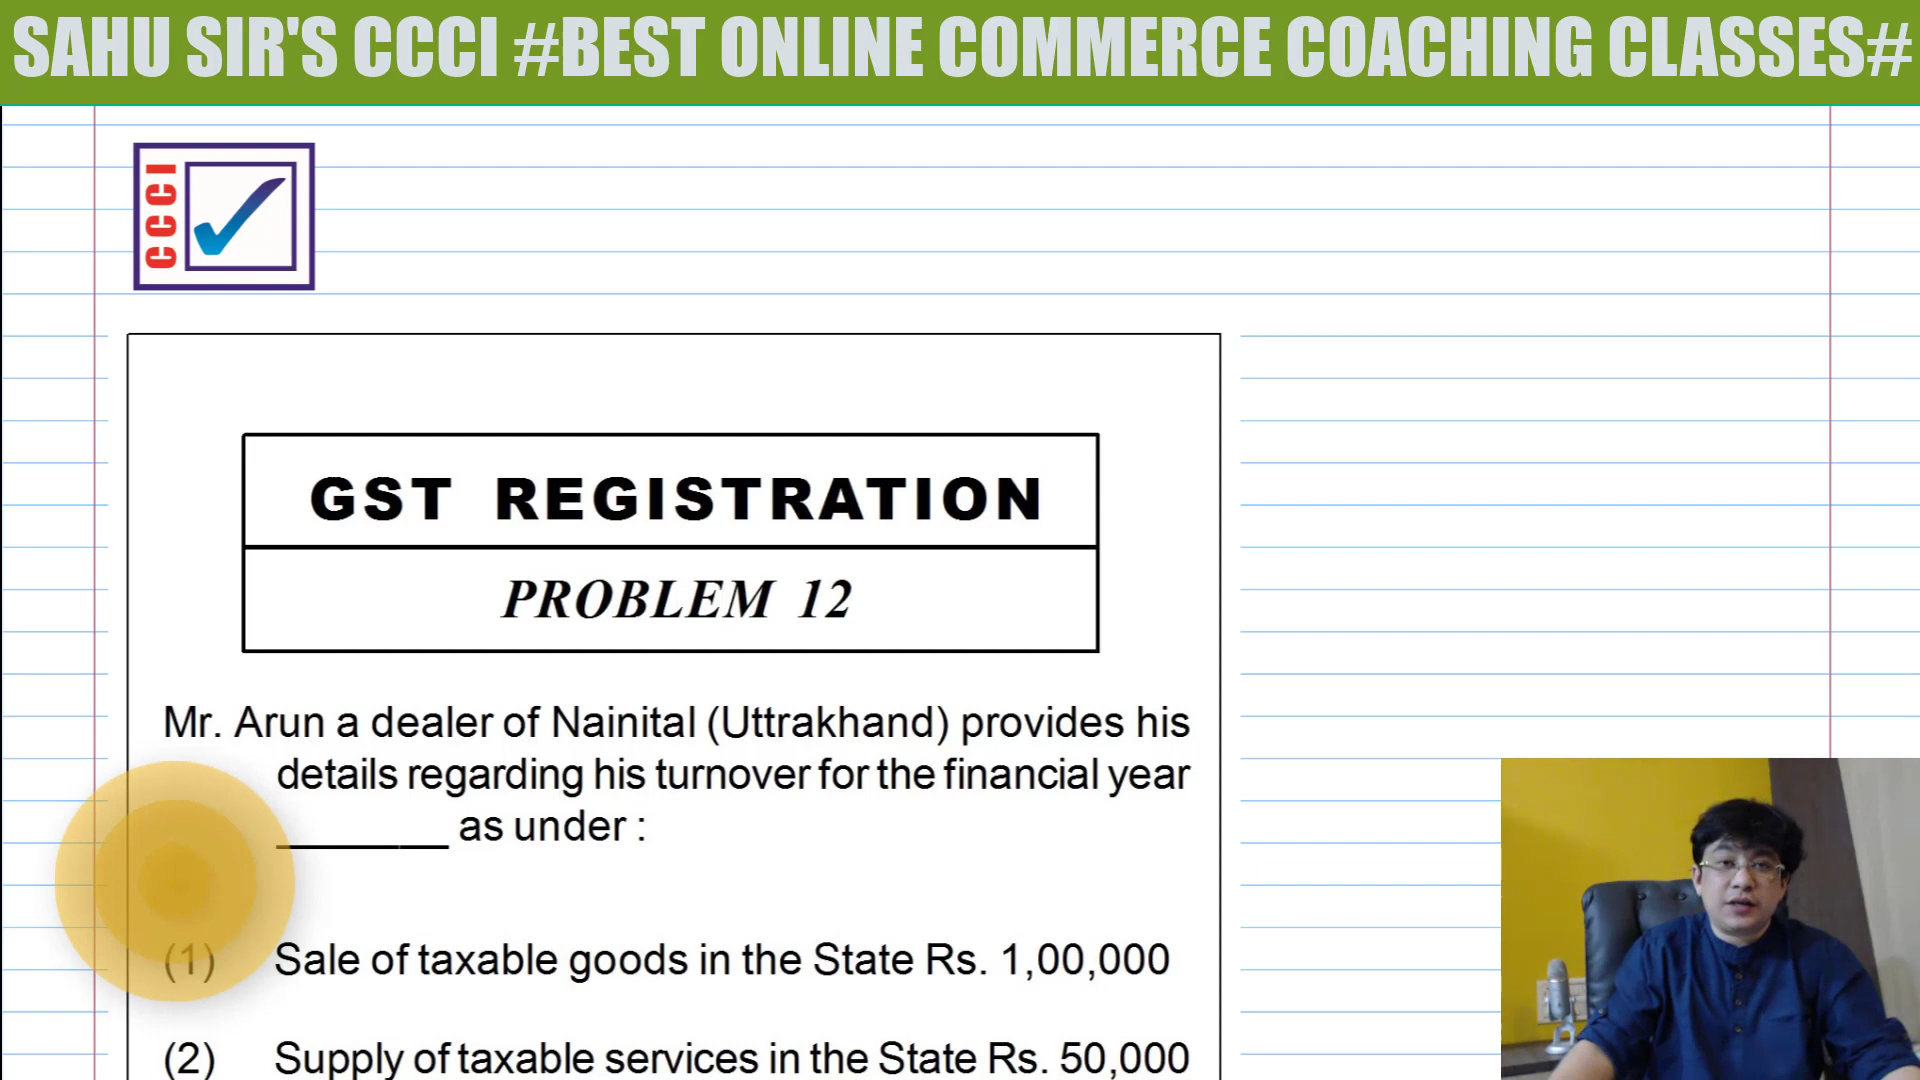 SAHU SIR'S CCCI #BEST ONLINE COMMERCE COACHING CLASSES#
CCCI
GST REGISTRATION
PROBLEM 12
Mr. Arun a dealer of Nainital (Uttrakhand) provides his
details regarding his turnover for the financial year
________ as under :
(1) Sale of taxable goods in the State Rs. 1,00,000
(2) Supply of taxable services in the State Rs. 50,000